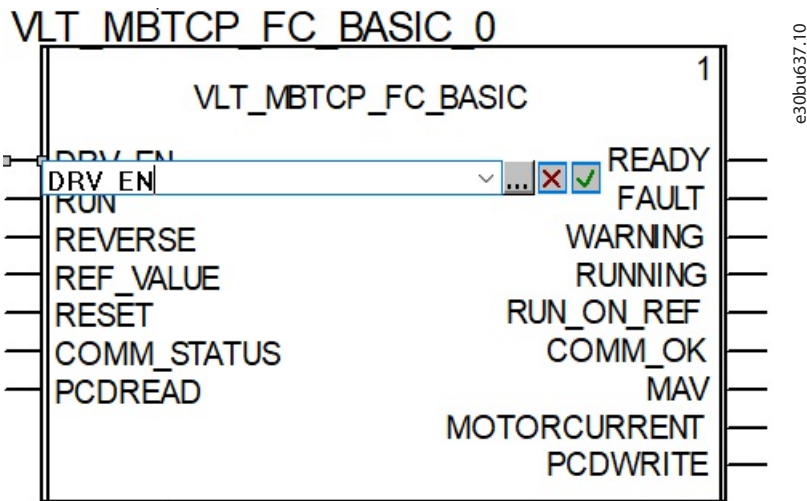 VLT_MBTCP_FC_BASIC_0
1
VLT_MBTCP_FC_BASIC
DRV_EN
DRV_EN
...
RUN
REVERSE
REF_VALUE
RESET
COMM_STATUS
PCDREAD
READY
FAULT
WARNING
RUNNING
RUN_ON_REF
COMM_OK
MAV
MOTORCURRENT
PCDWRITE
e30bu637.10